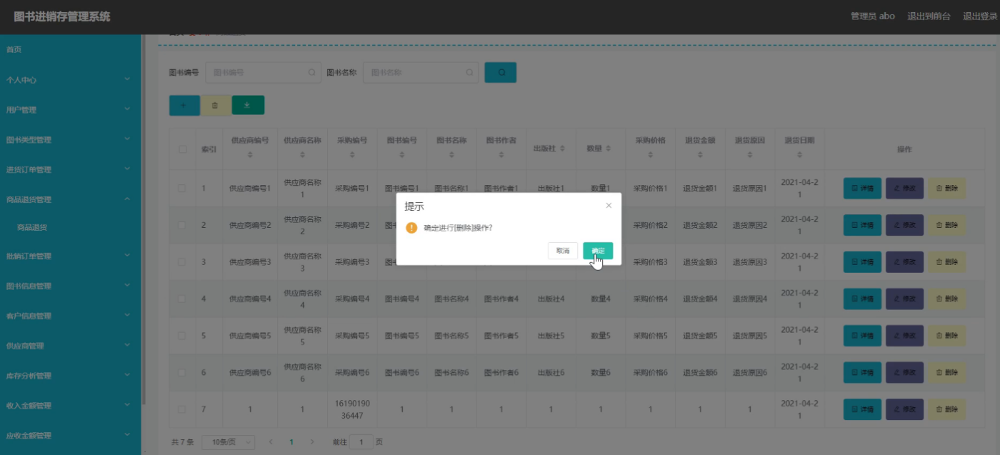 图书进销存管理系统
管理员 abo 退出到前台 退出登录
首页
个人中心
用户管理
图书类型管理
进货订单管理
商品退货管理
商品退货
批销订单管理
图书信息管理
客户信息管理
供应商管理
库存分析管理
收入金额管理
应收金额管理
图书编号 图书编号 图书名称 图书名称
索引 供应商编号 供应商名称 采购编号 图书编号 图书名称 图书作者 出版社 数量 采购价格 退货金额 退货原因 退货日期 操作
1 供应商编号1 供应商名称1 采购编号1 图书编号1 图书名称1 图书作者1 出版社1 数量1 采购价格1 退货金额1 退货原因1 2021-04-21 详情 修改 删除
2 供应商编号2 供应商名称2 采购编号2 采购价格2 退货金额2 退货原因2 2021-04-21 详情 修改 删除
3 供应商编号3 供应商名称3 采购编号3 采购价格3 退货金额3 退货原因3 2021-04-21 详情 修改 删除
4 供应商编号4 供应商名称4 采购编号4 图书编号4 图书名称4 图书作者4 出版社4 数量4 采购价格4 退货金额4 退货原因4 2021-04-21 详情 修改 删除
5 供应商编号5 供应商名称5 采购编号5 图书编号5 图书名称5 图书作者5 出版社5 数量5 采购价格5 退货金额5 退货原因5 2021-04-21 详情 修改 删除
6 供应商编号6 供应商名称6 采购编号6 图书编号6 图书名称6 图书作者6 出版社6 数量6 采购价格6 退货金额6 退货原因6 2021-04-21 详情 修改 删除
7 1 1 1619019036447 1 1 1 1 1 1 1 1 2021-04-21 详情 修改 删除
共 7 条 10条/页 1 前往 1 页
提示
确定进行[删除]操作?
取消 确定